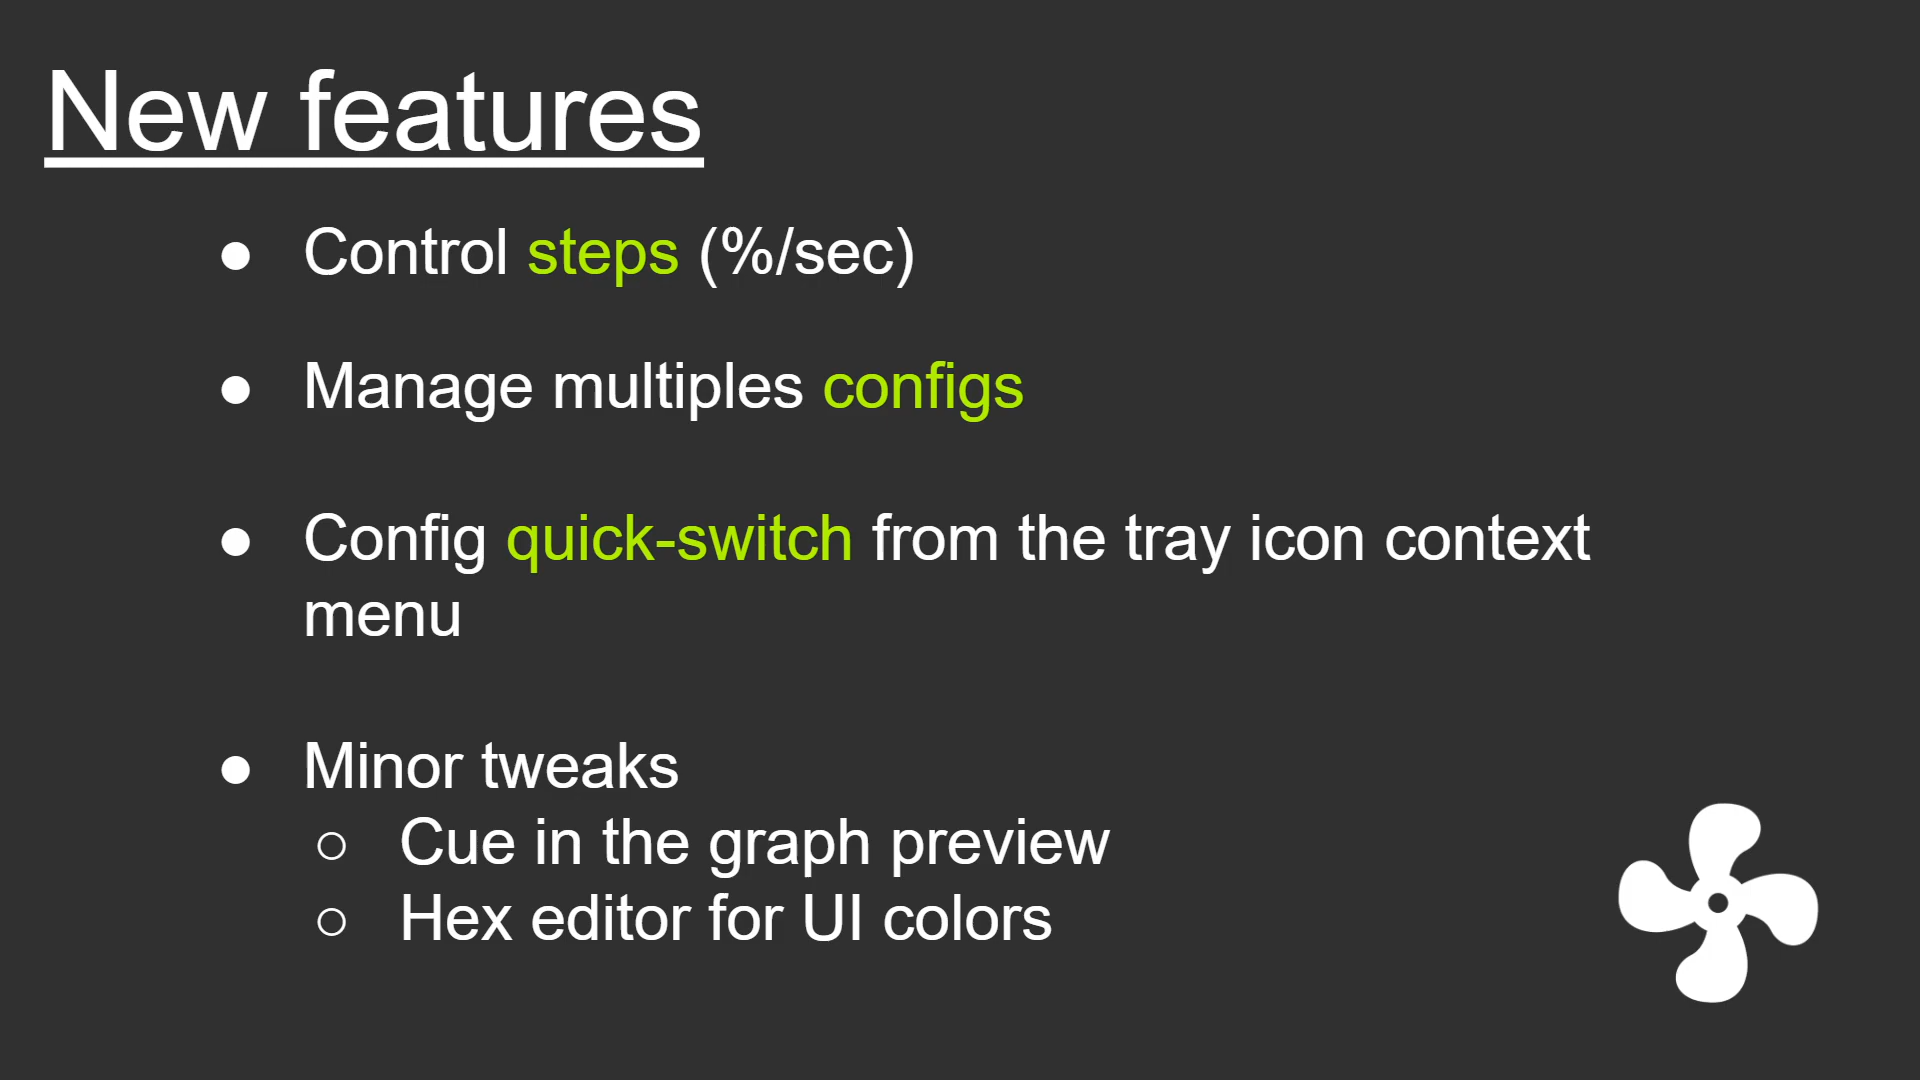 New features
● Control steps (%/sec)
● Manage multiples configs
● Config quick-switch from the tray icon context
menu
● Minor tweaks
○ Cue in the graph preview
○ Hex editor for UI colors